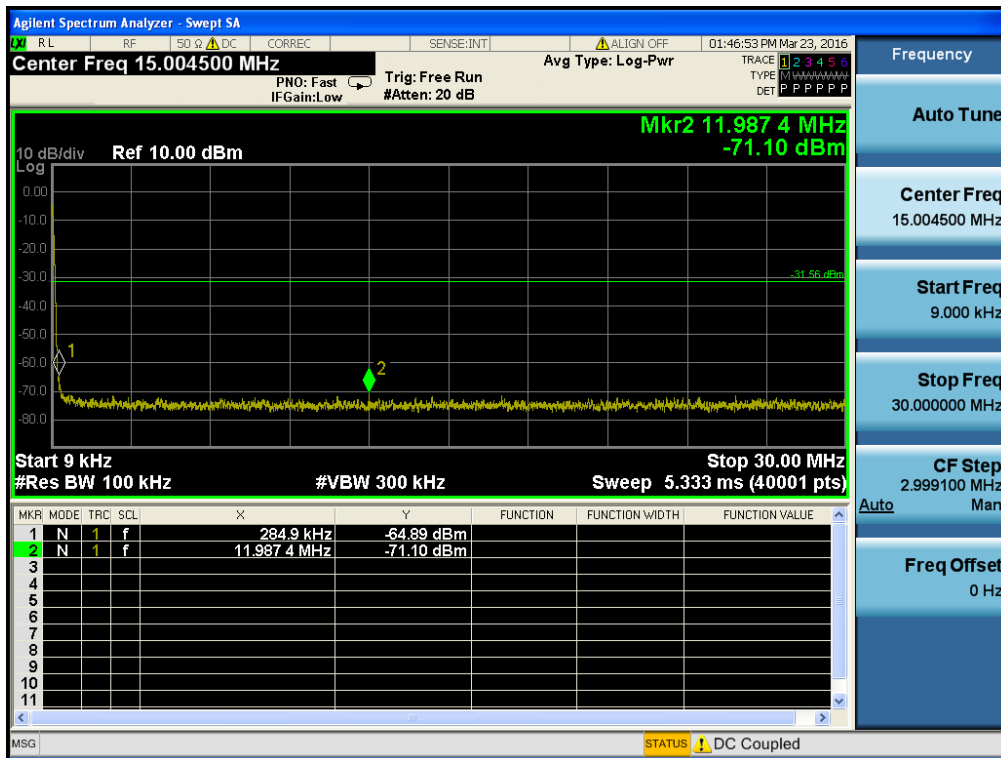 Agilent Spectrum Analyzer - Swept SA
LXI RL RF 50 Ω DC CORREC SENSE:INT ALIGN OFF 01:46:53 PM Mar 23, 2016
Center Freq 15.004500 MHz
PNO: Fast
IFGain:Low
Trig: Free Run
#Atten: 20 dB
Avg Type: Log-Pwr
TRACE 1 2 3 4 5 6
TYPE M WWWWW
DET P P P P P P
Mkr2 11.987 4 MHz
-71.10 dBm
10 dB/div Ref 10.00 dBm
Log
0.00
-10.0
-20.0
-30.0
-31.56 dBm
-40.0
-50.0
1
-60.0
2
-70.0
-80.0
Start 9 kHz Stop 30.00 MHz
#Res BW 100 kHz #VBW 300 kHz Sweep 5.333 ms (40001 pts)
MKR MODE TRC SCL X Y FUNCTION FUNCTION WIDTH FUNCTION VALUE
1 N 1 f 284.9 kHz -64.89 dBm
2 N 1 f 11.987 4 MHz -71.10 dBm
3
4
5
6
7
8
9
10
11
MSG STATUS DC Coupled
Frequency
Auto Tune
Center Freq
15.004500 MHz
Start Freq
9.000 kHz
Stop Freq
30.000000 MHz
CF Step
2.999100 MHz
Auto Man
Freq Offset
0 Hz